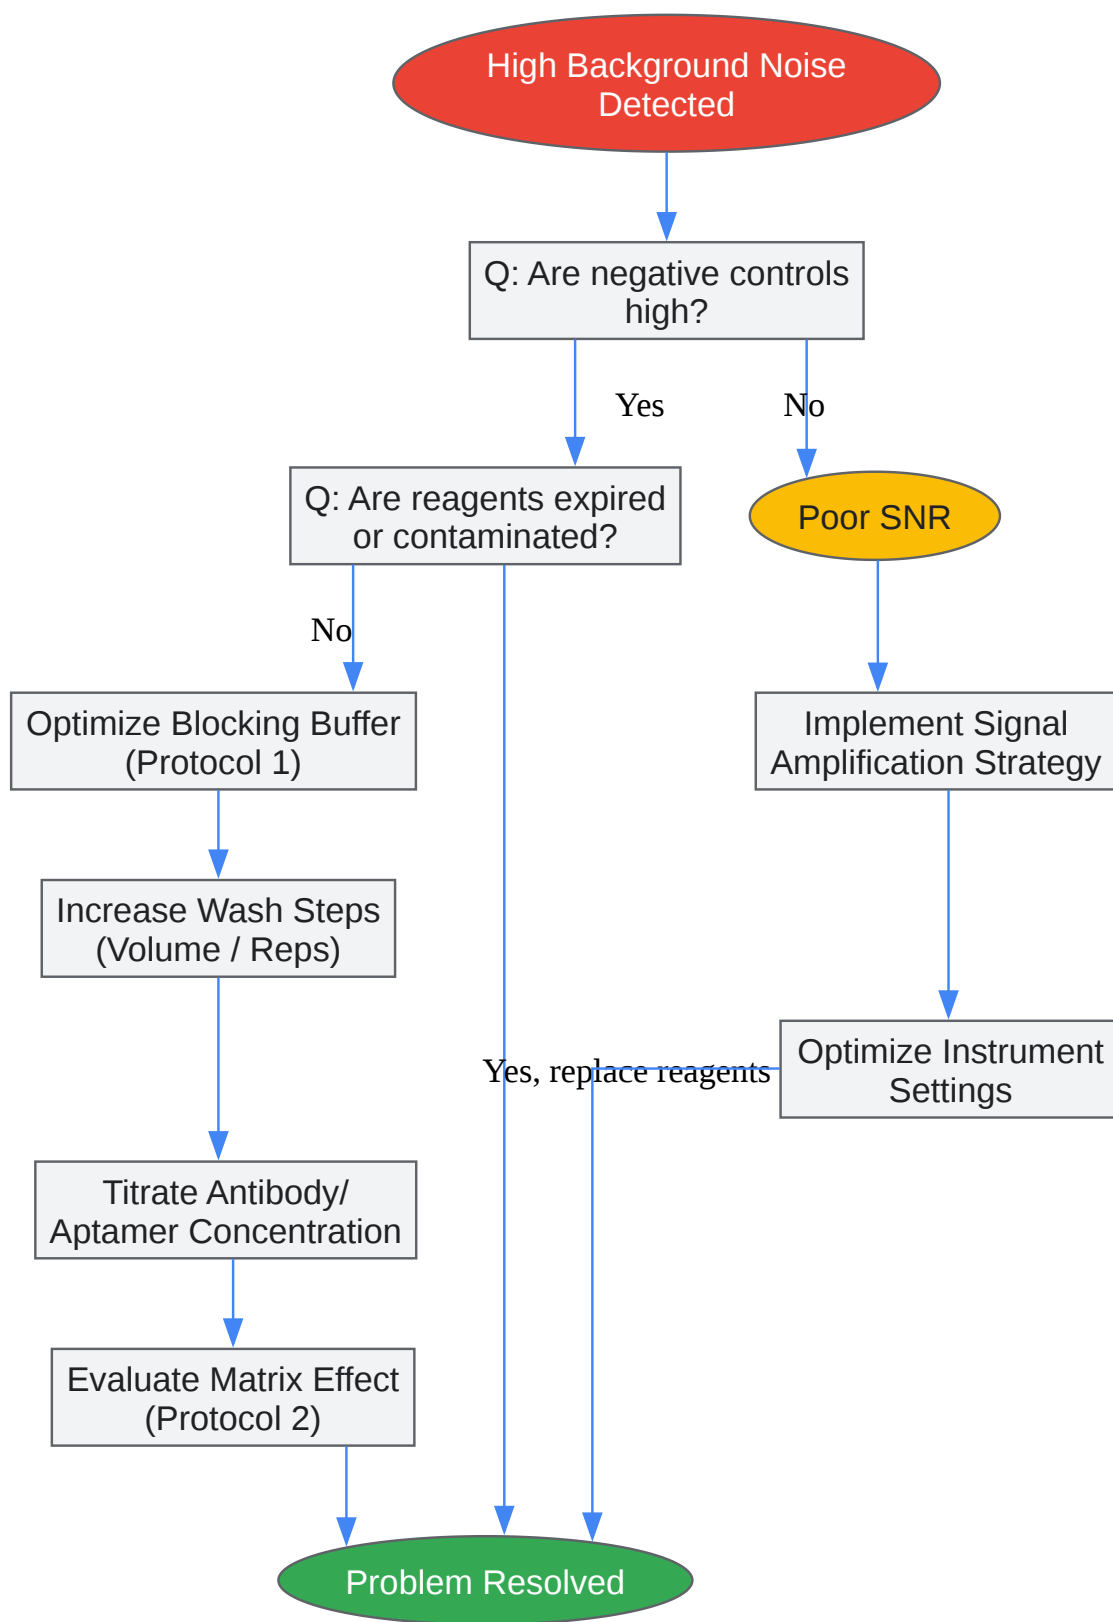 High Background Noise
Detected
Q: Are negative controls
high?
Yes
No
Q: Are reagents expired
or contaminated?
Poor SNR
No
Optimize Blocking Buffer
(Protocol 1)
Implement Signal
Amplification Strategy
Increase Wash Steps
(Volume / Reps)
Optimize Instrument
Settings
Yes, replace reagents
Titrate Antibody/
Aptamer Concentration
Evaluate Matrix Effect
(Protocol 2)
Problem Resolved